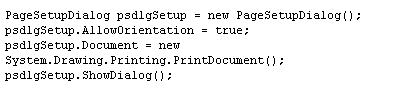 PageSetupDialog psdlgSetup = new PageSetupDialog();
psdlgSetup.AllowOrientation = true;
psdlgSetup.Document = new
System.Drawing.Printing.PrintDocument();
psdlgSetup.ShowDialog();